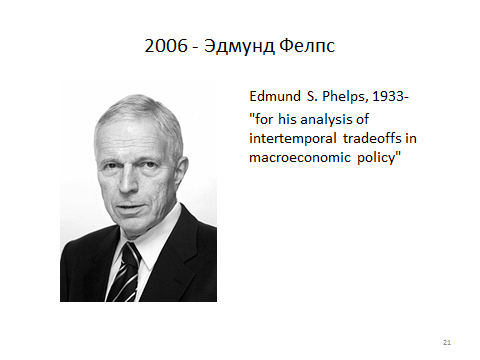 2006 - Эдмунд Фелпс
Edmund S. Phelps, 1933-
"for his analysis of
intertemporal tradeoffs in
macroeconomic policy"
21